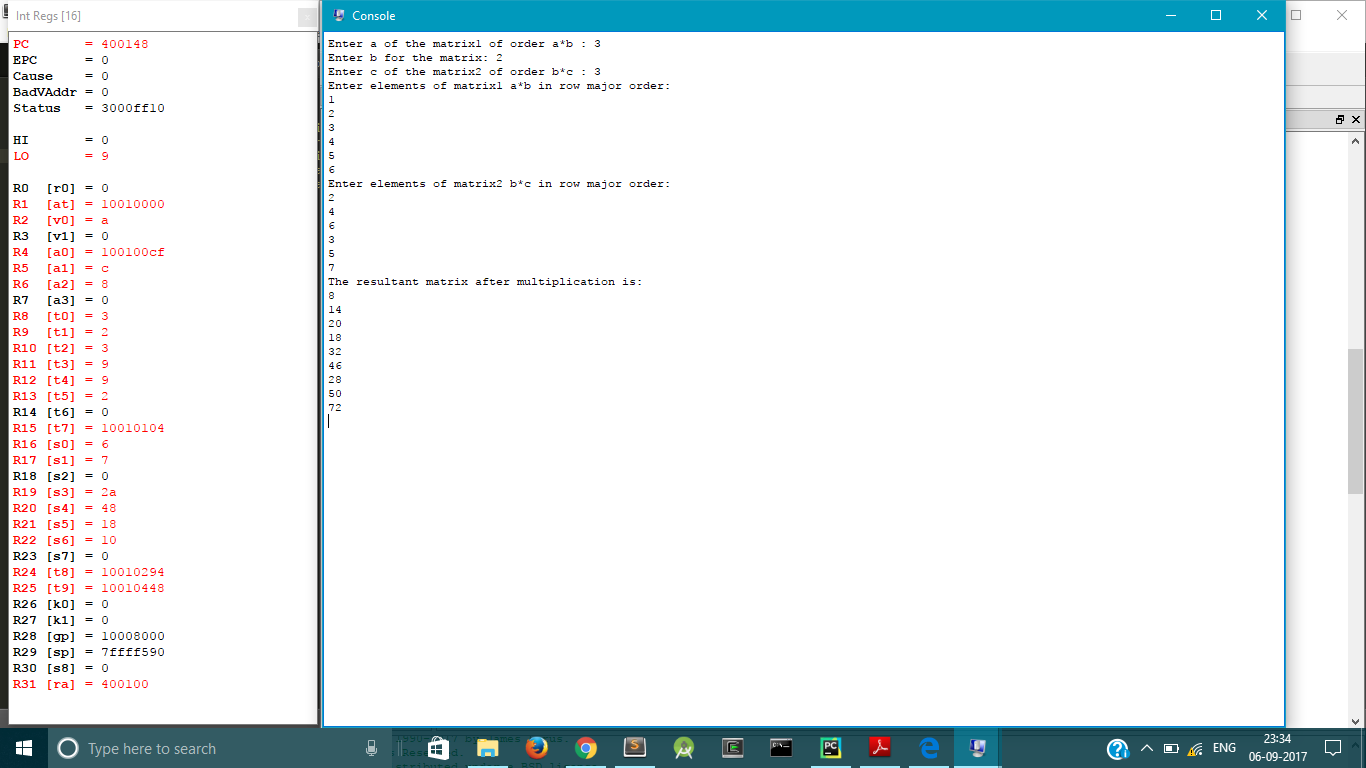 Int Regs [16]
PC = 400148
EPC = 0
Cause = 0
BadVAddr = 0
Status = 3000ff10
HI = 0
LO = 9
R0 [r0] = 0
R1 [at] = 10010000
R2 [v0] = a
R3 [v1] = 0
R4 [a0] = 100100cf
R5 [a1] = c
R6 [a2] = 8
R7 [a3] = 0
R8 [t0] = 3
R9 [t1] = 2
R10 [t2] = 3
R11 [t3] = 9
R12 [t4] = 9
R13 [t5] = 2
R14 [t6] = 0
R15 [t7] = 10010104
R16 [s0] = 6
R17 [s1] = 7
R18 [s2] = 0
R19 [s3] = 2a
R20 [s4] = 48
R21 [s5] = 18
R22 [s6] = 10
R23 [s7] = 0
R24 [t8] = 10010294
R25 [t9] = 10010448
R26 [k0] = 0
R27 [k1] = 0
R28 [gp] = 10008000
R29 [sp] = 7ffff590
R30 [s8] = 0
R31 [ra] = 400100
Console
Enter a of the matrix1 of order a*b : 3
Enter b for the matrix: 2
Enter c of the matrix2 of order b*c : 3
Enter elements of matrix1 a*b in row major order:
1
2
3
4
5
6
Enter elements of matrix2 b*c in row major order:
2
4
6
3
5
7
The resultant matrix after multiplication is:
8
14
20
18
32
46
28
50
72
Type here to search
ENG
23:34
06-09-2017